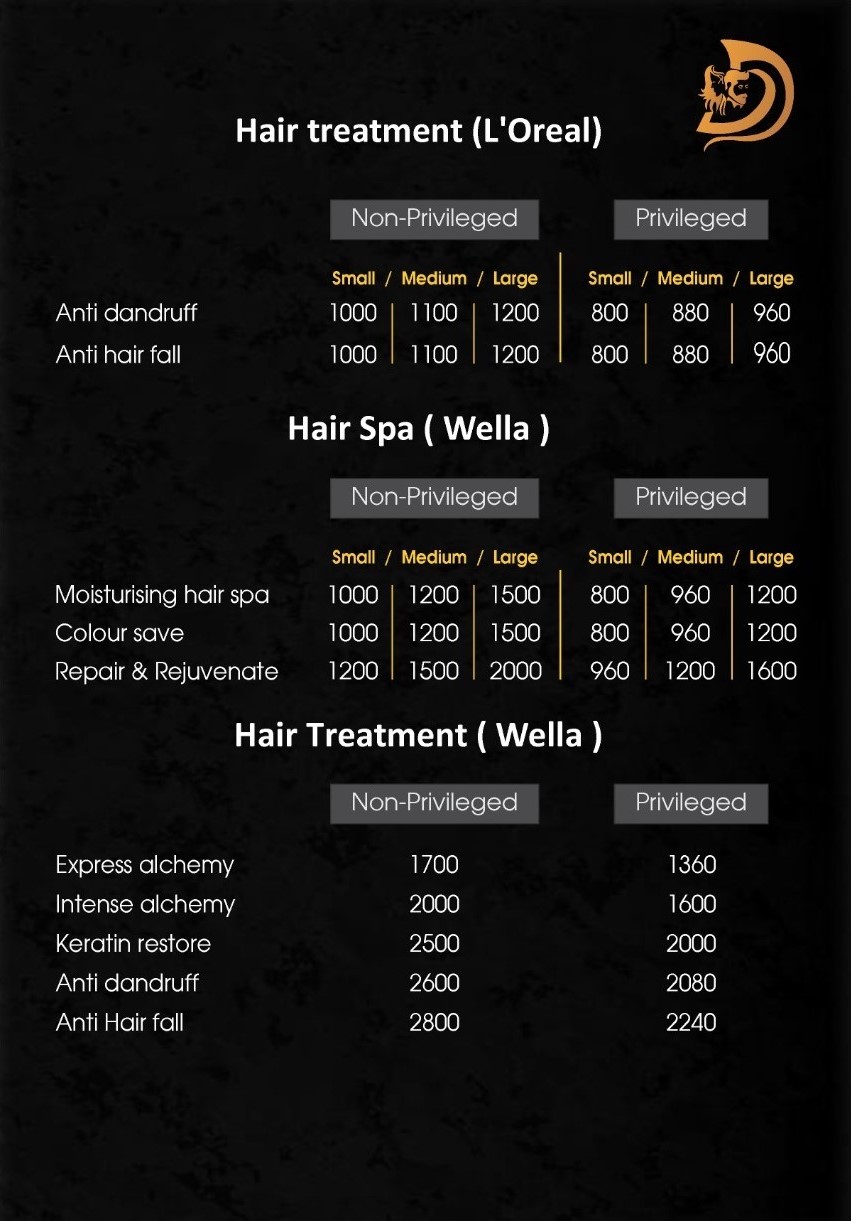 Hair treatment (L'Oreal)
Non-Privileged Privileged
Small / Medium / Large Small / Medium / Large
Anti dandruff 1000 1100 1200 800 880 960
Anti hair fall 1000 1100 1200 800 880 960
Hair Spa ( Wella )
Non-Privileged Privileged
Small / Medium / Large Small / Medium / Large
Moisturising hair spa 1000 1200 1500 800 960 1200
Colour save 1000 1200 1500 800 960 1200
Repair & Rejuvenate 1200 1500 2000 960 1200 1600
Hair Treatment ( Wella )
Non-Privileged Privileged
Express alchemy 1700 1360
Intense alchemy 2000 1600
Keratin restore 2500 2000
Anti dandruff 2600 2080
Anti Hair fall 2800 2240